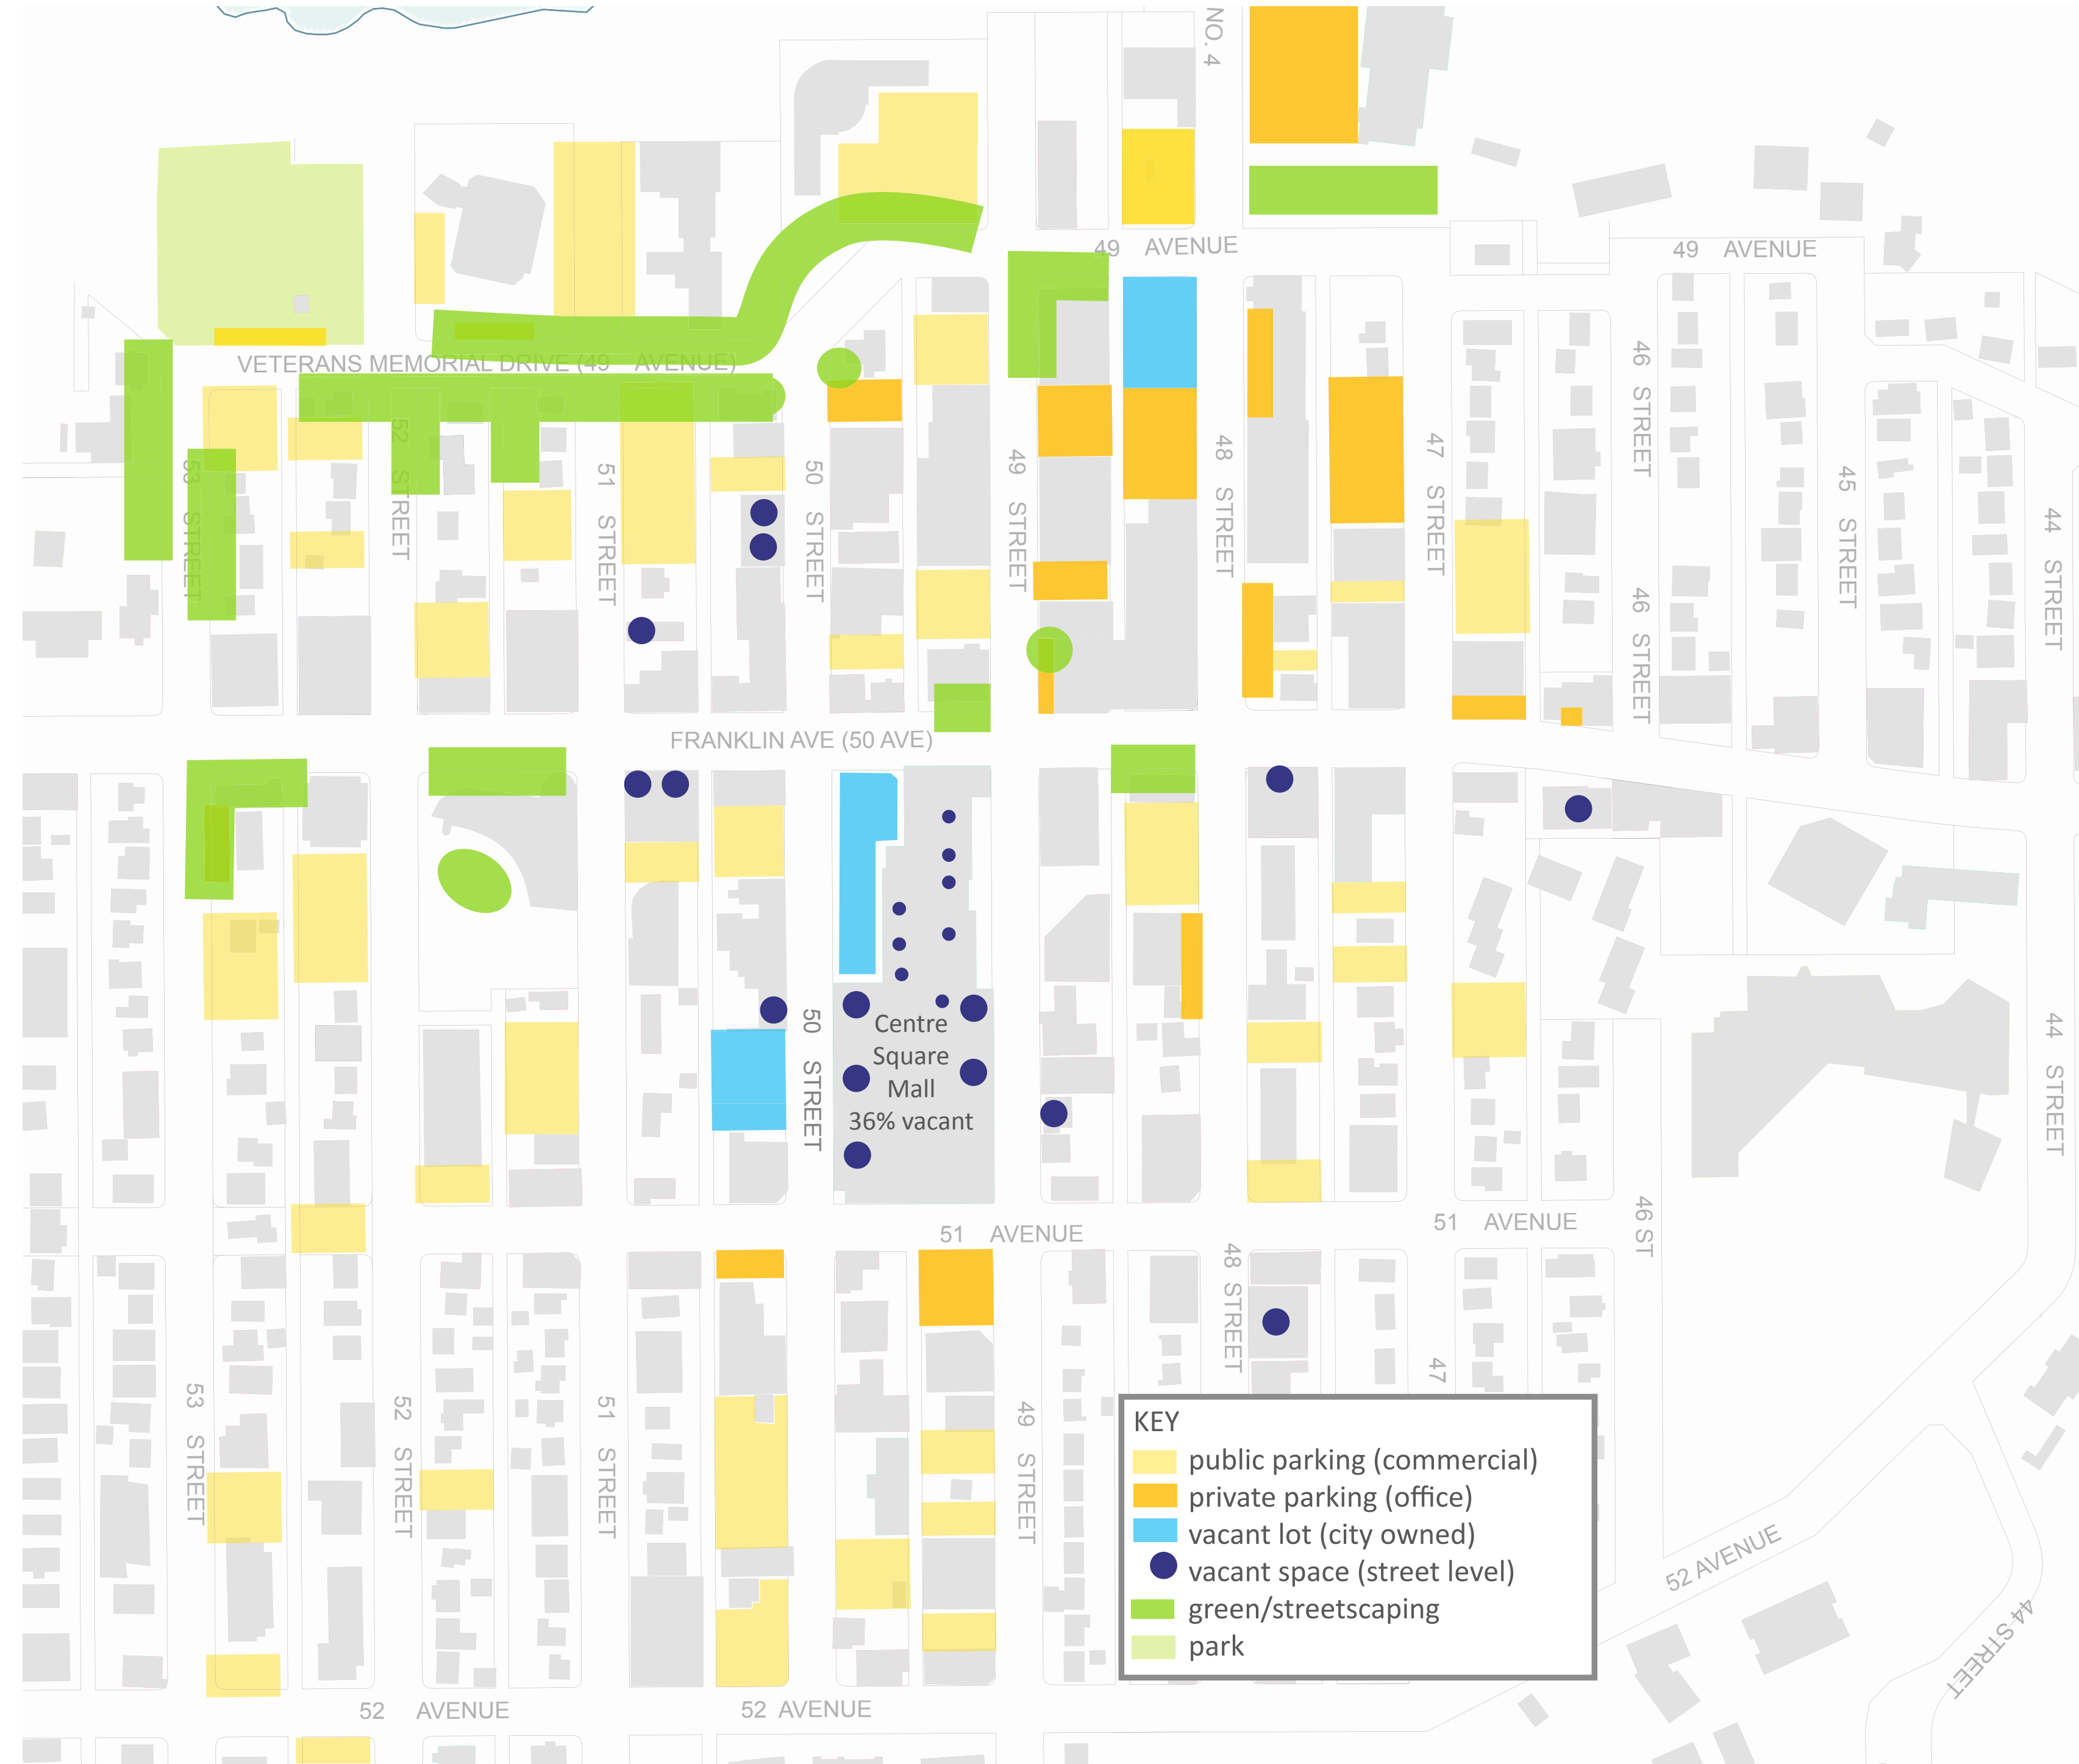 NO. 4
49 AVENUE
49 AVENUE
VETERANS MEMORIAL DRIVE (49 AVENUE)
53 STREET
52 STREET
51 STREET
50 STREET
49 STREET
48 STREET
47 STREET
46 STREET
46 STREET
45 STREET
44 STREET
FRANKLIN AVE (50 AVE)
50 STREET
Centre
Square
Mall
36% vacant
44 STREET
51 AVENUE
51 AVENUE
46 ST
48 STREET
47
53 STREET
52 STREET
51 STREET
49 STREET
KEY
public parking (commercial)
private parking (office)
vacant lot (city owned)
vacant space (street level)
green/streetscaping
park
52 AVENUE
44 STREET
52 AVENUE
52 AVENUE